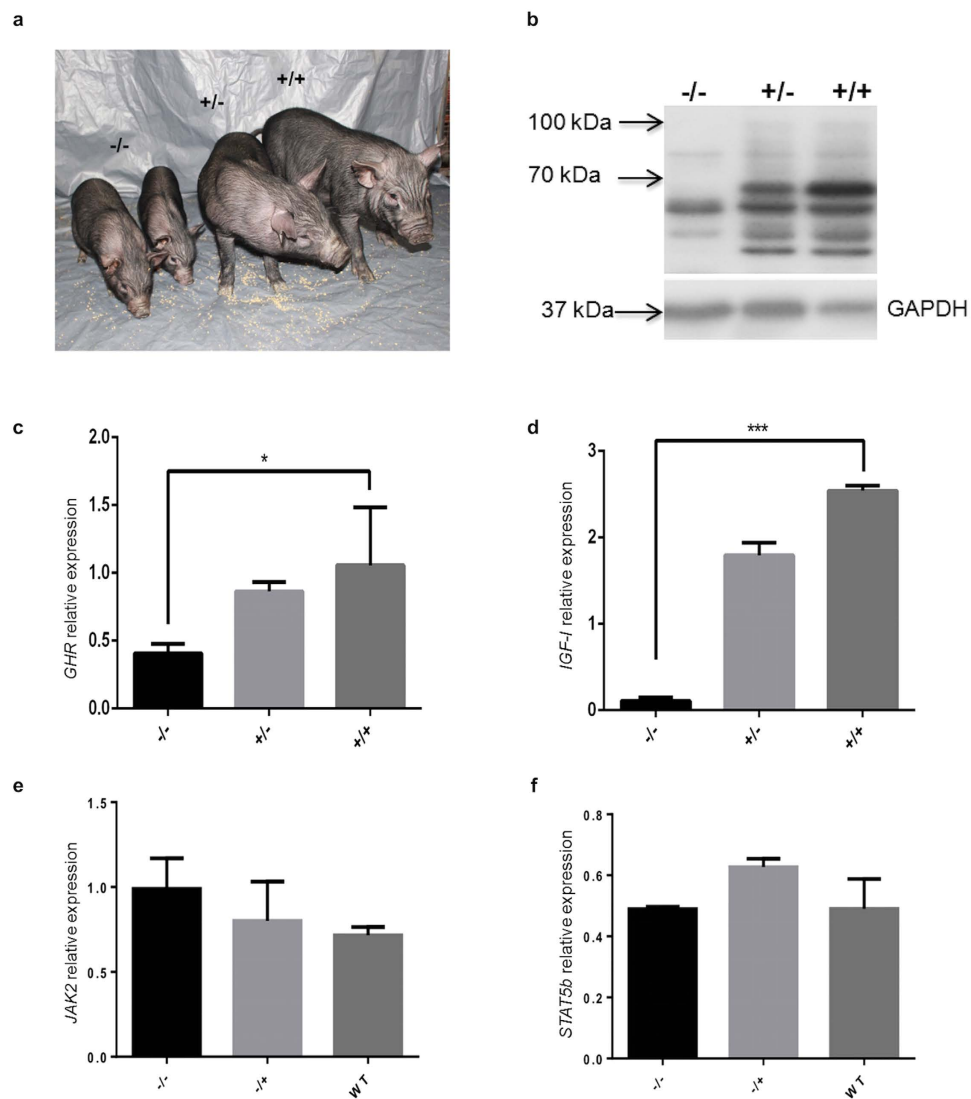 a
-/-
+/-
+/+
b
-/- +/- +/+
100 kDa
70 kDa
37 kDa
GAPDH
c
GHR relative expression
2.0
1.5
1.0
0.5
0.0
*
-/-
+/-
+/+
d
IGF-I relative expression
3
2
1
0
***
-/-
+/-
+/+
e
JAK2 relative expression
1.5
1.0
0.5
0.0
-/-
-/+
WT
f
STAT5b relative expression
0.8
0.6
0.4
0.2
0.0
-/-
-/+
WT